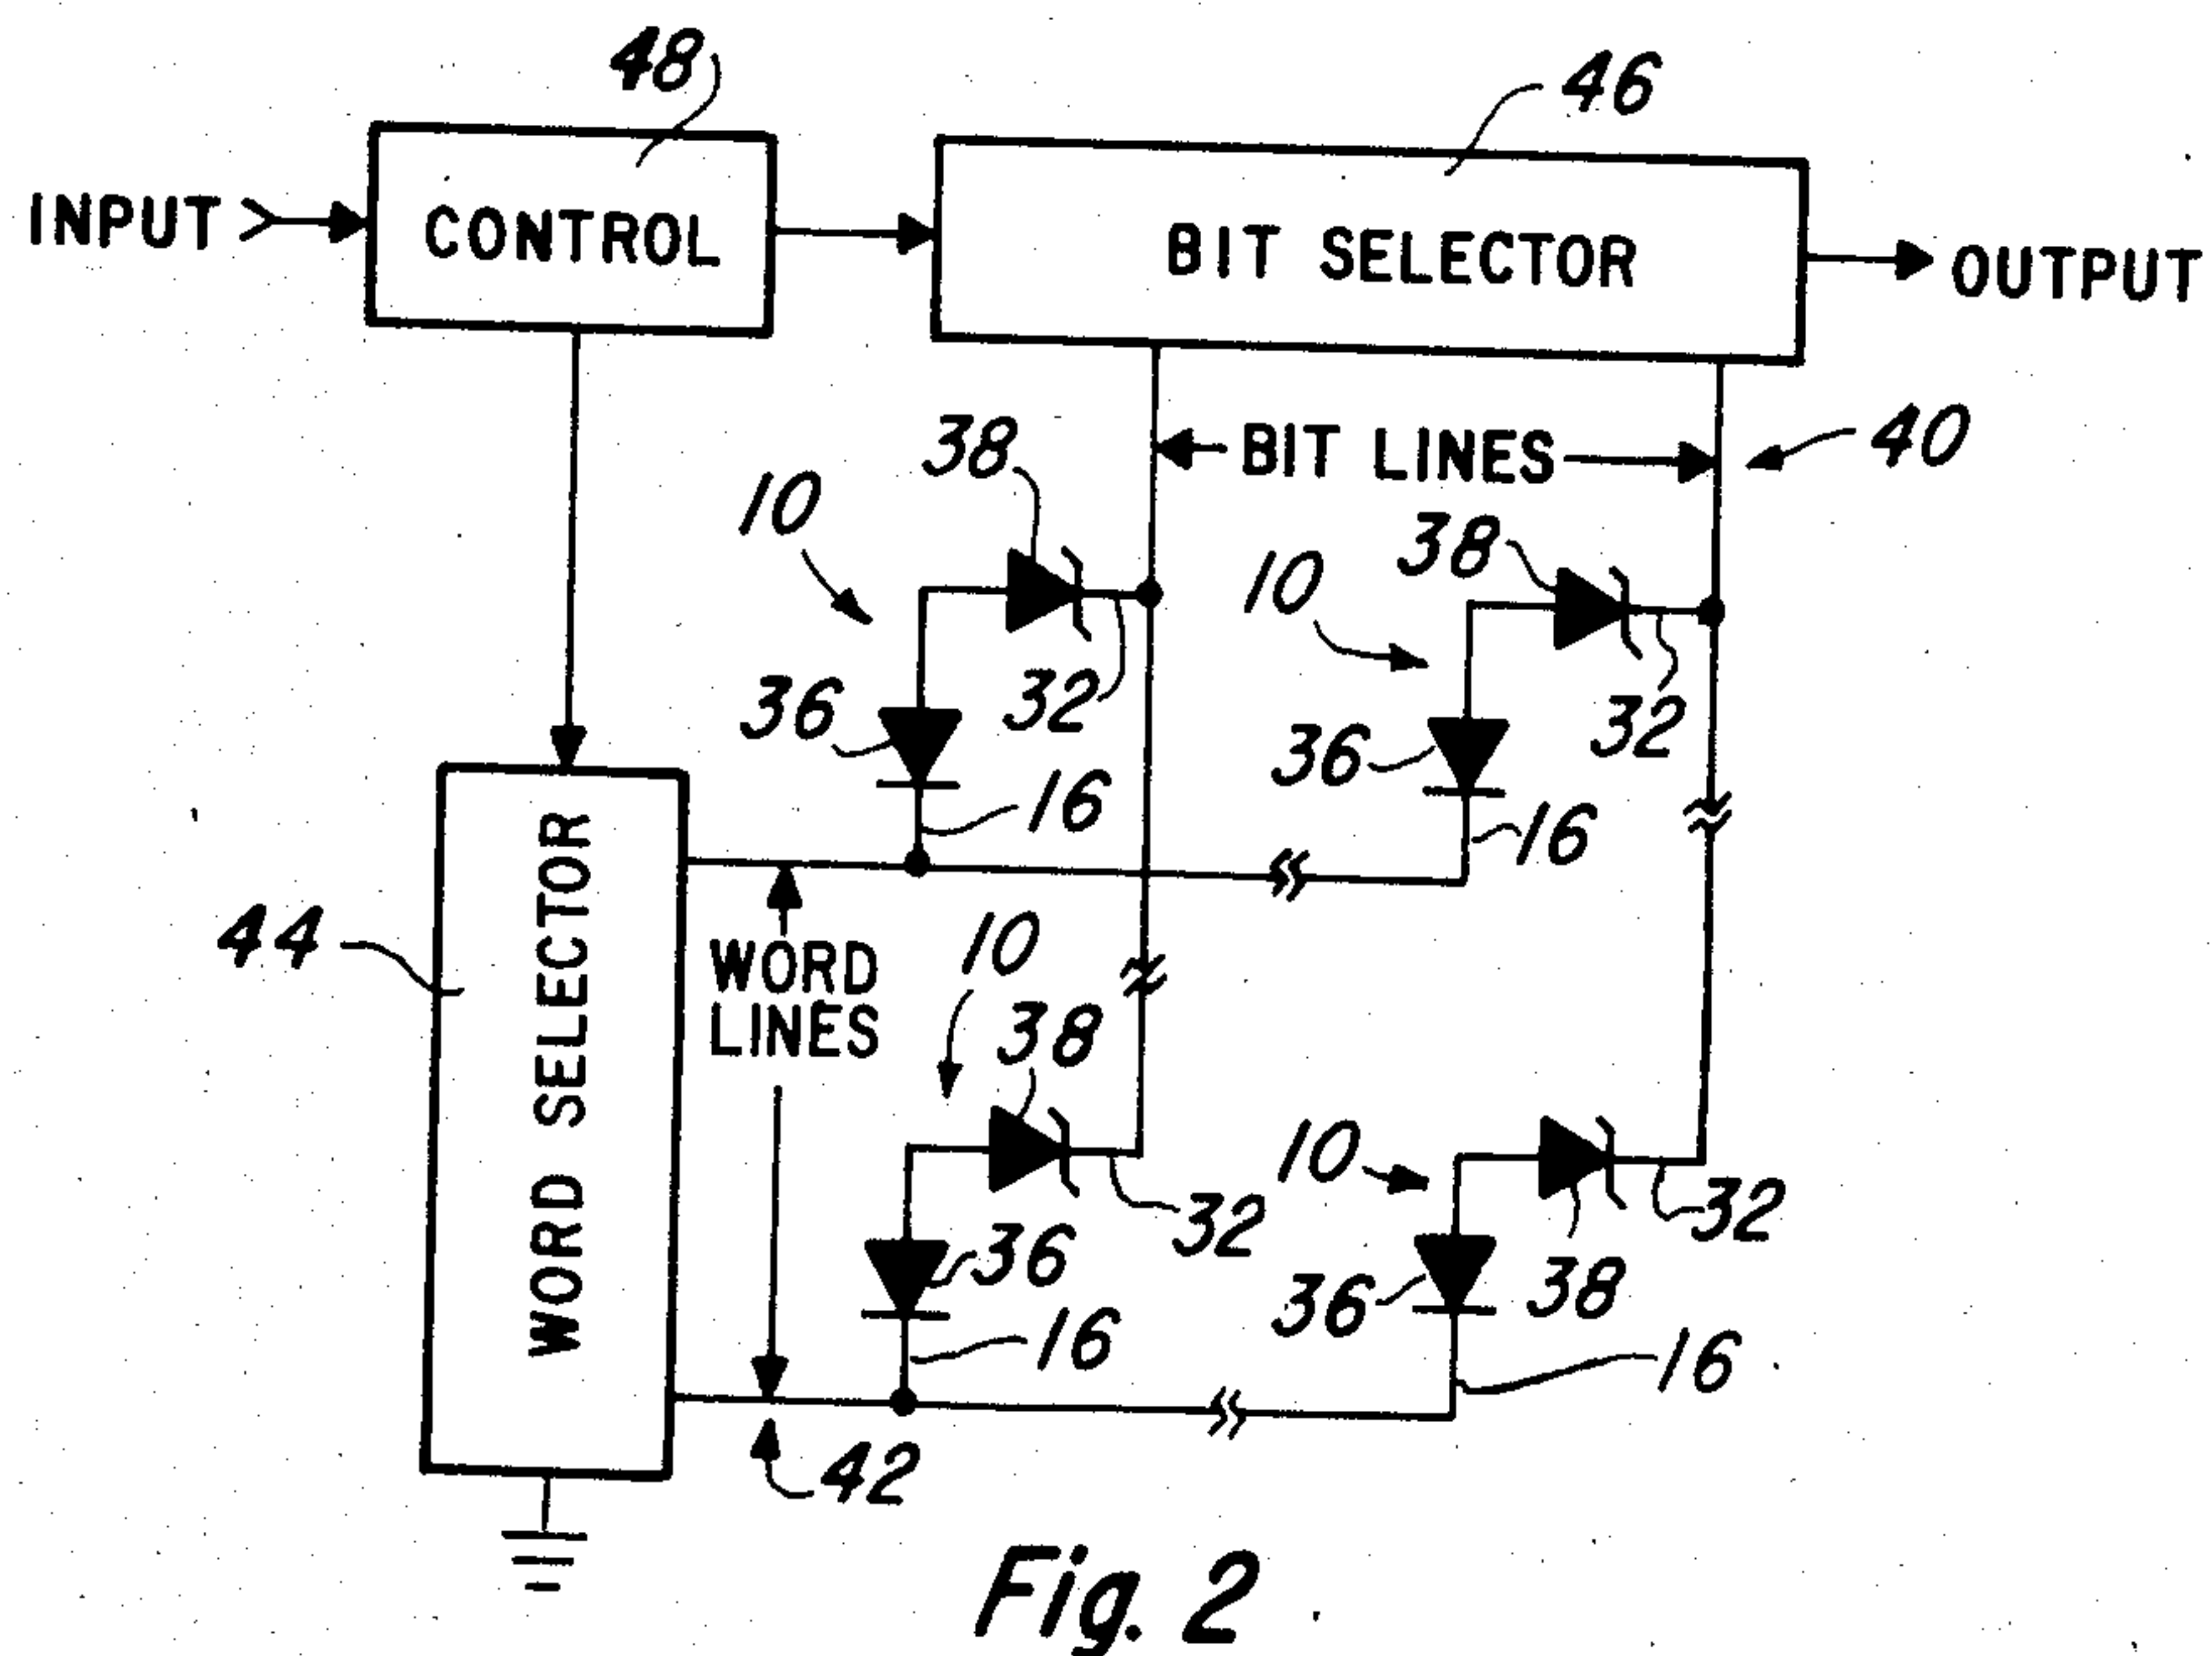 48
46
INPUT
CONTROL
BIT SELECTOR
OUTPUT
BIT LINES
40
38
10
38
10
36
32
32
36
16
16
44
WORD SELECTOR
WORD
LINES
10
38
10
32
32
36
36
38
16
16
42
Fig. 2